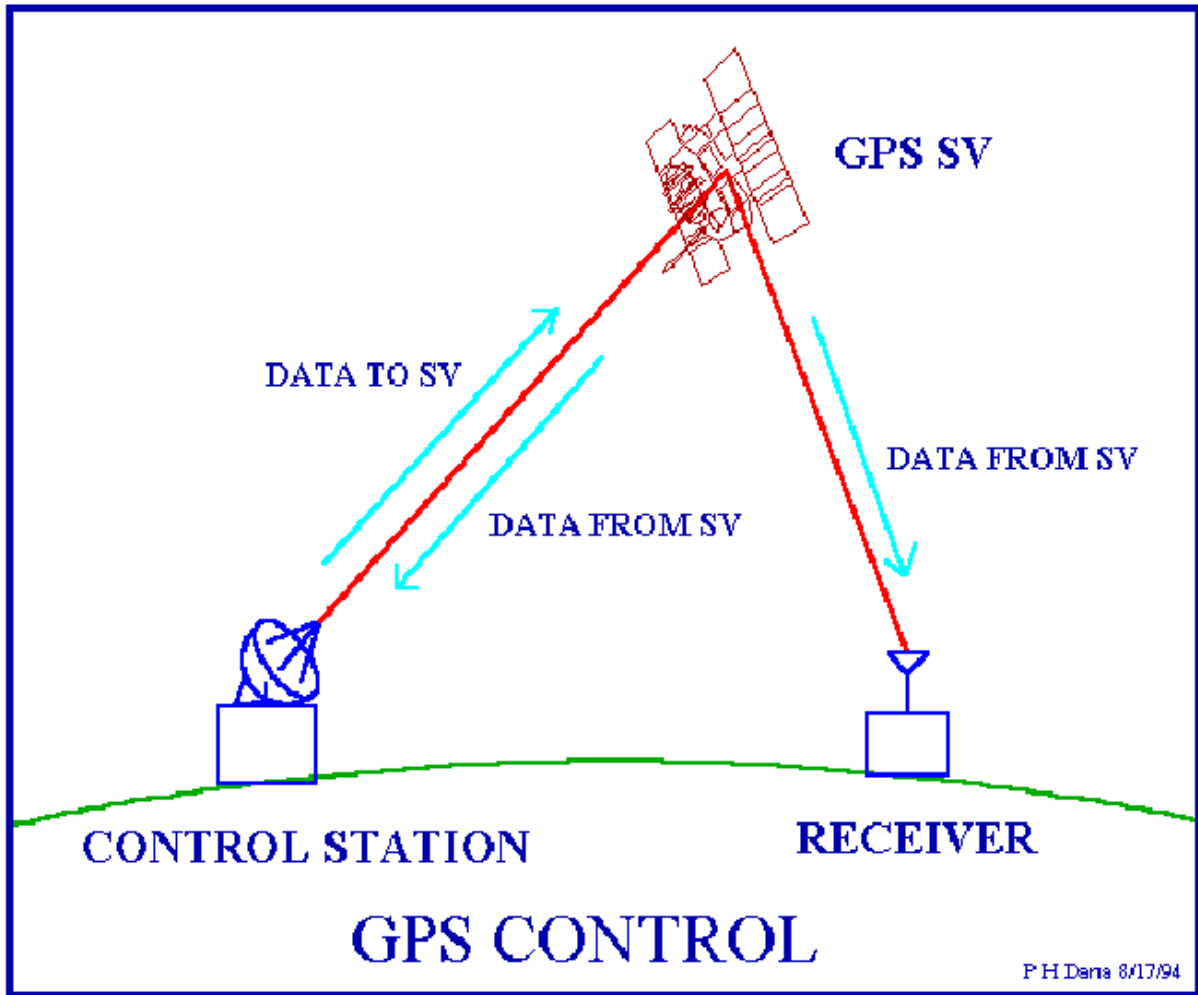 GPS SV
DATA TO SV
DATA FROM SV
DATA FROM SV
CONTROL STATION
RECEIVER
GPS CONTROL
P H Dana 8/17/94